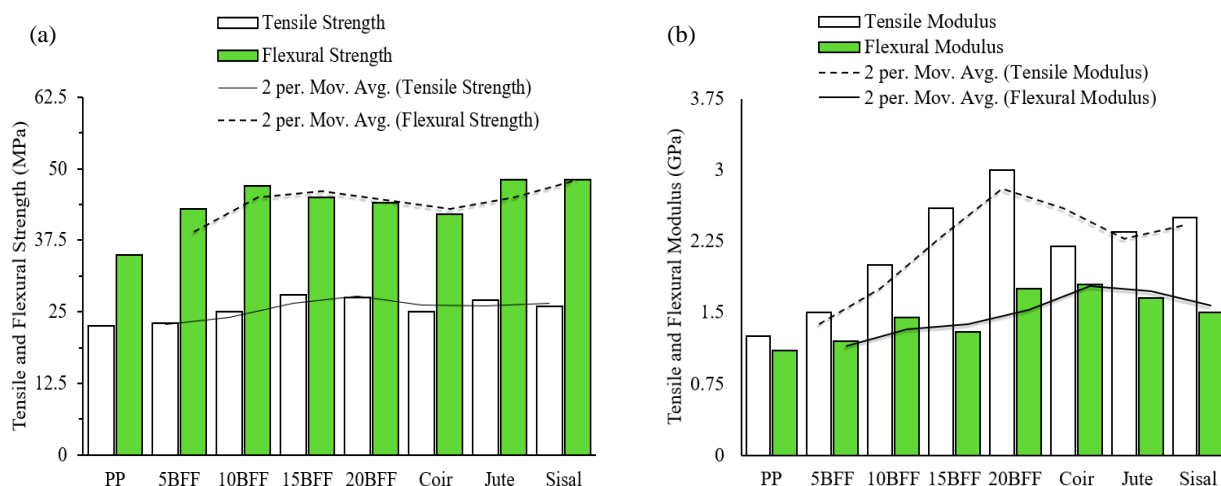 (a)
Tensile Strength
Flexural Strength
2 per. Mov. Avg. (Tensile Strength)
2 per. Mov. Avg. (Flexural Strength)
Tensile and Flexural Strength (MPa)
62.5
50
37.5
25
12.5
0
PP 5BFF 10BFF 15BFF 20BFF Coir Jute Sisal
(b)
Tensile Modulus
Flexural Modulus
2 per. Mov. Avg. (Tensile Modulus)
2 per. Mov. Avg. (Flexural Modulus)
Tensile and Flexural Modulus (GPa)
3.75
3
2.25
1.5
0.75
0
PP 5BFF 10BFF 15BFF 20BFF Coir Jute Sisal